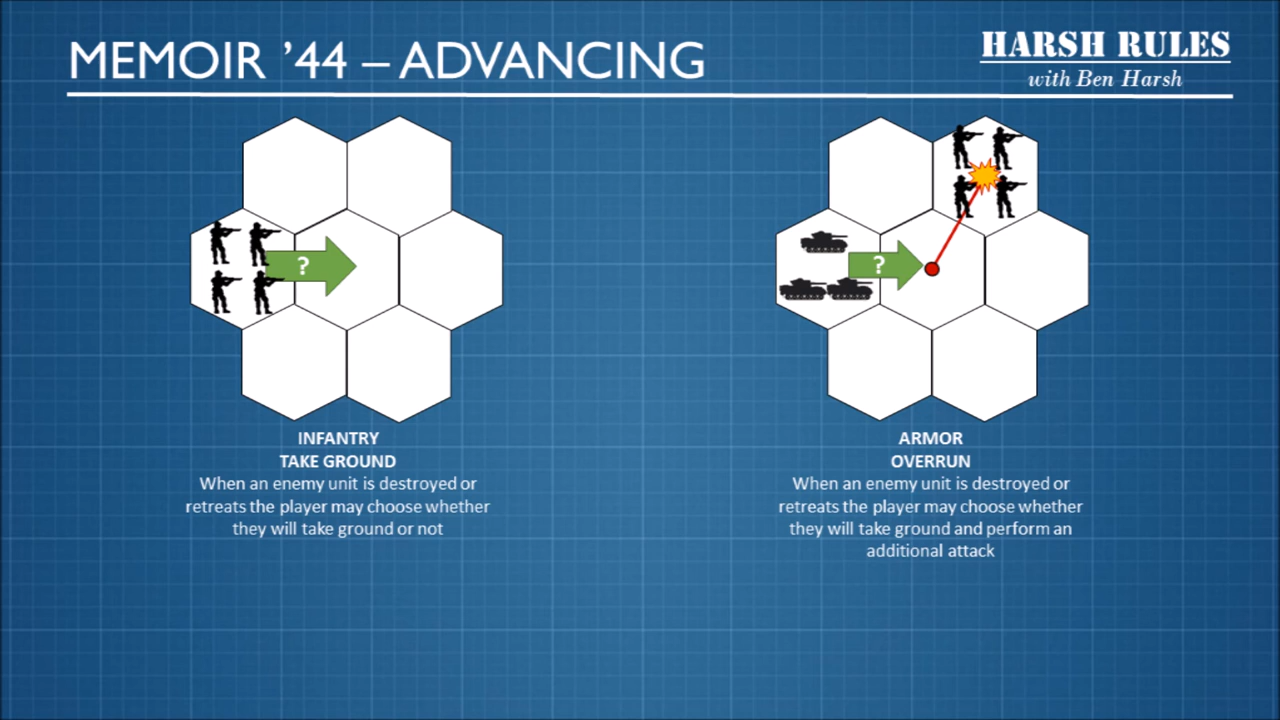 MEMOIR ’44 – ADVANCING
HARSH RULES
with Ben Harsh
?
?
INFANTRY
TAKE GROUND
When an enemy unit is destroyed or
retreats the player may choose whether
they will take ground or not
ARMOR
OVERRUN
When an enemy unit is destroyed or
retreats the player may choose whether
they will take ground and perform an
additional attack